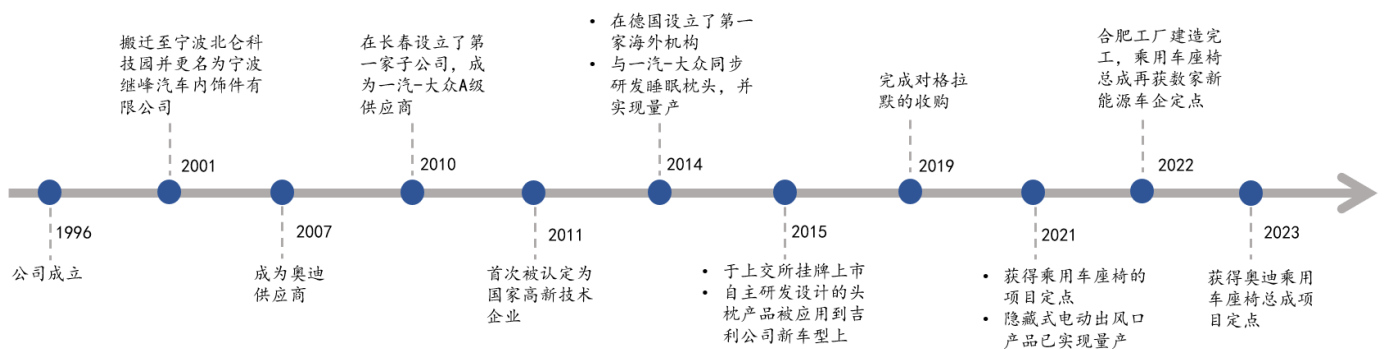 搬迁至宁波北仑科
技园并更名为宁波
继峰汽车内饰件有
限公司
2001
在长春设立了第
一家子公司，成
为一汽-大众A级
供应商
2010
• 在德国设立了第一
家海外机构
• 与一汽-大众同步
研发睡眠枕头，并
实现量产
2014
完成对格拉
默的收购
2019
合肥工厂建造完
工，乘用车座椅
总成再获数家新
能源车企定点
2022
1996
公司成立
2007
成为奥迪
供应商
2011
首次被认定为
国家高新技术
企业
2015
• 于上交所挂牌上市
• 自主研发设计的头
枕产品被应用到吉
利公司新车型上
2021
• 获得乘用车座椅的
项目定点
• 隐藏式电动出风口
产品已实现量产
2023
获得奥迪乘用
车座椅总成项
目定点